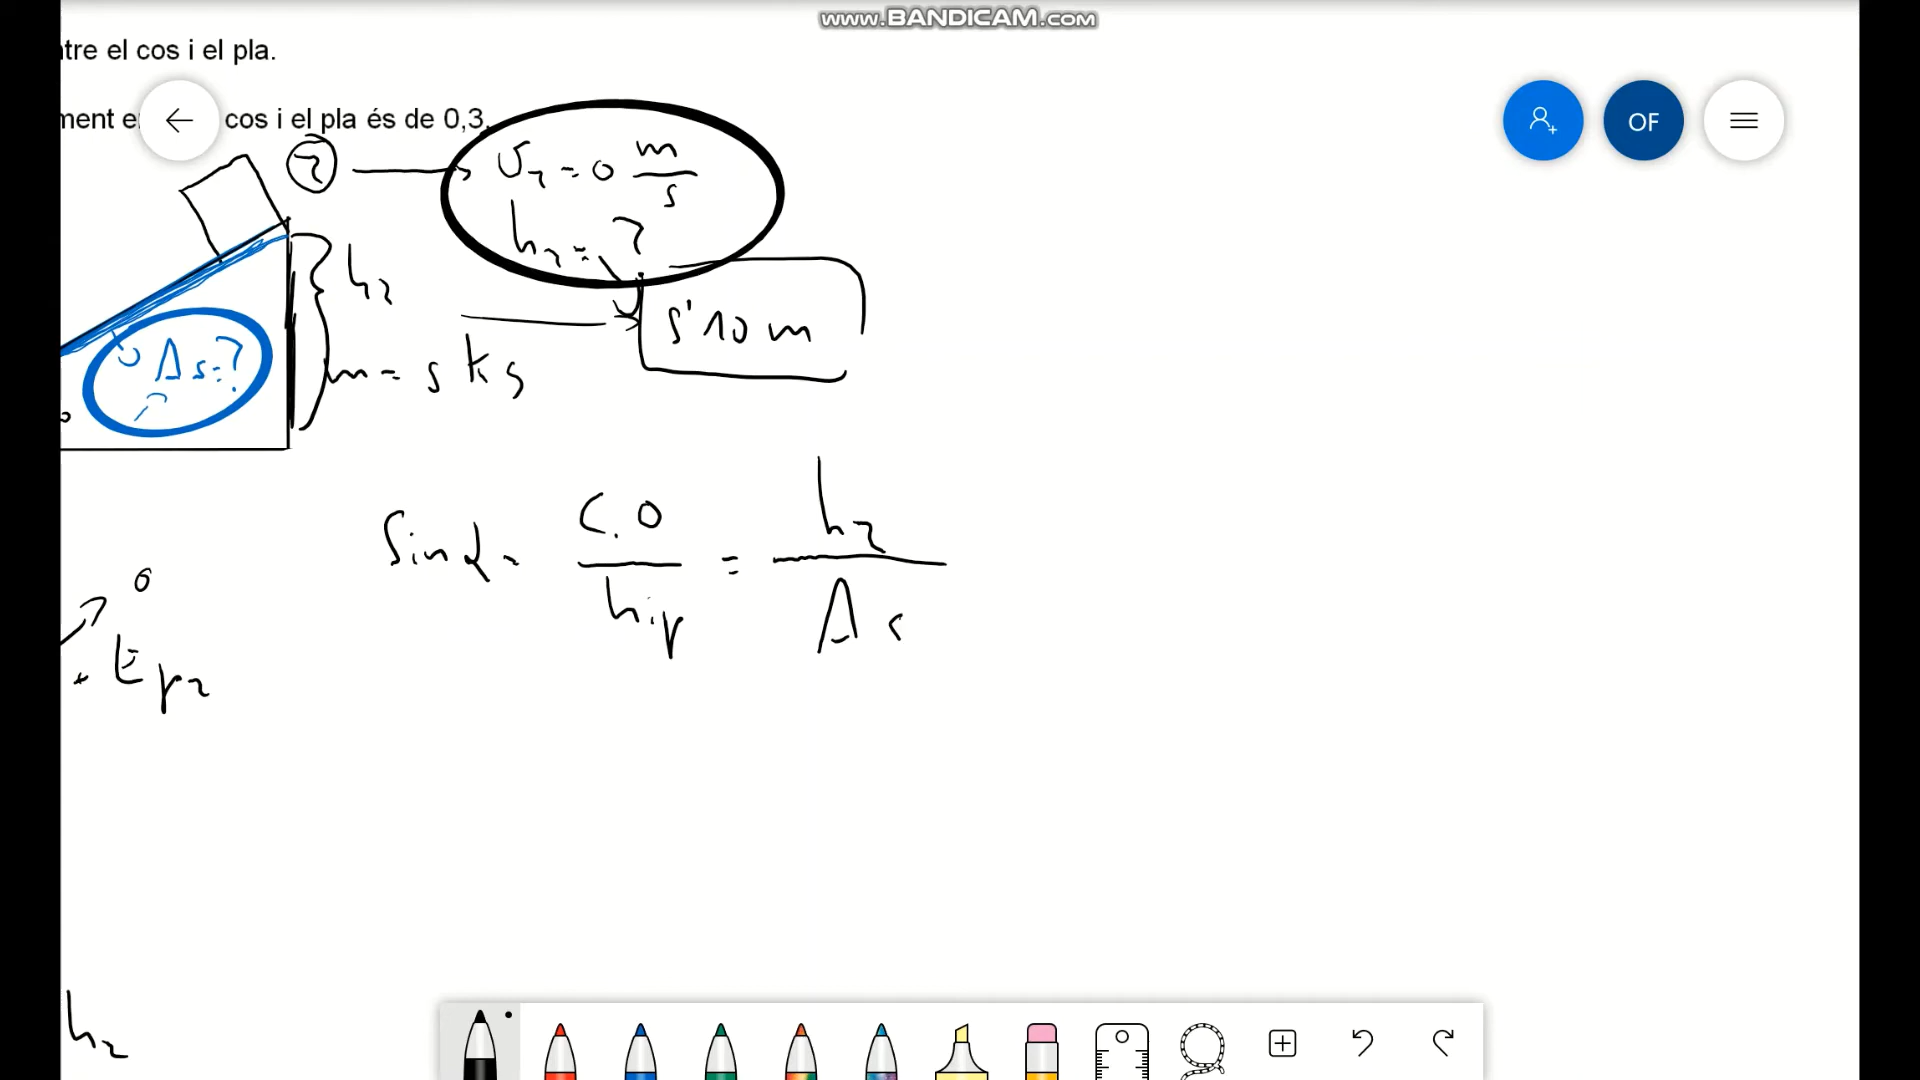 www.BANDICAM.com
tre el cos i el pla.
ment e cos i el pla és de 0,3.
OF
2
v2 = 0 m/s
h2 = ?
h2
5'10 m
Δs = ?
m = 5 kg
sin α = C.O / hip = h2 / Δs
0
Ep2
h2